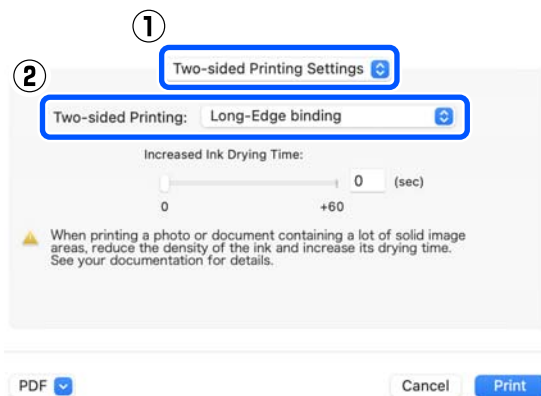 ①
Two-sided Printing Settings
②
Two-sided Printing: Long-Edge binding
Increased Ink Drying Time:
0 (sec)
0 +60
When printing a photo or document containing a lot of solid image
areas, reduce the density of the ink and increase its drying time.
See your documentation for details.
PDF Cancel Print